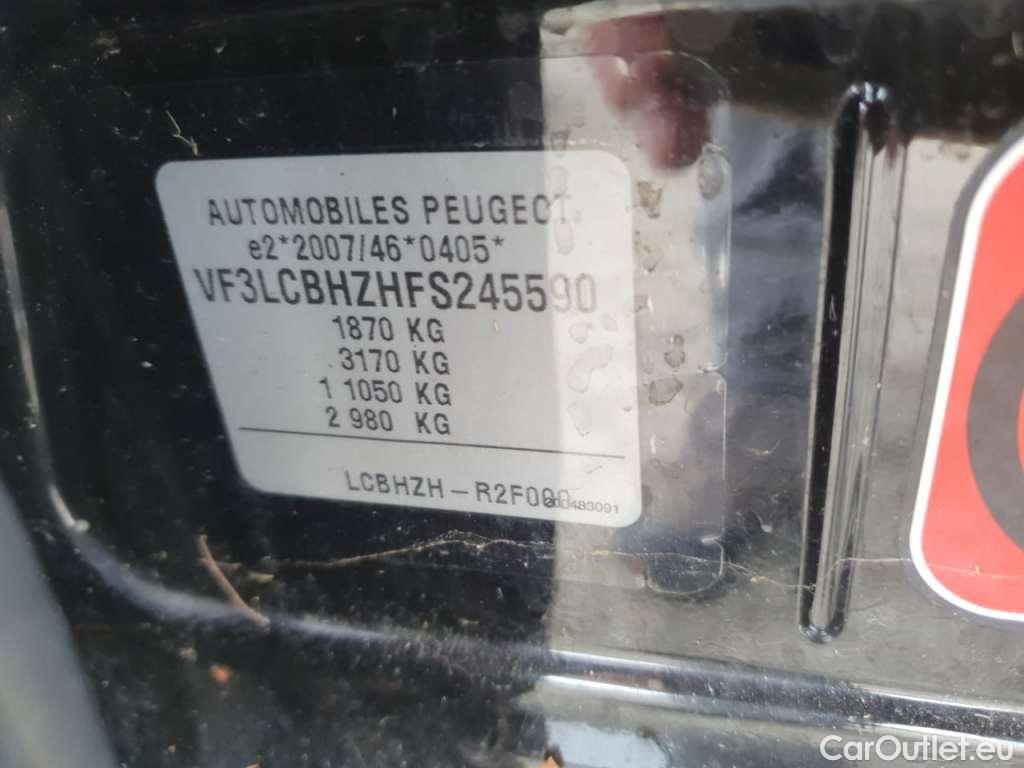 AUTOMOBILES PEUGEOT
e2*2007/46*0405*
VF3LCBHZHFS245590
1870 KG
3170 KG
1 1050 KG
2 980 KG
LCBHZH - R2F000
CarOutlet.eu